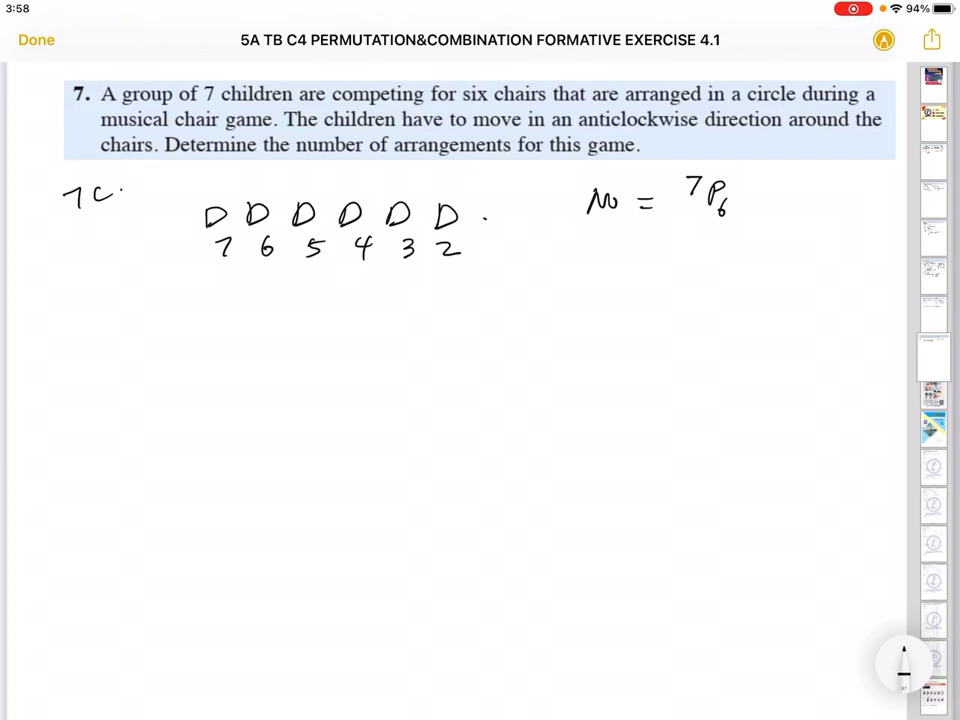 3:58
94%
Done
5A TB C4 PERMUTATION&COMBINATION FORMATIVE EXERCISE 4.1
7. A group of 7 children are competing for six chairs that are arranged in a circle during a
musical chair game. The children have to move in an anticlockwise direction around the
chairs. Determine the number of arrangements for this game.
7 C.
D D D D D D .
7 6 5 4 3 2
No = ⁷P₆
97